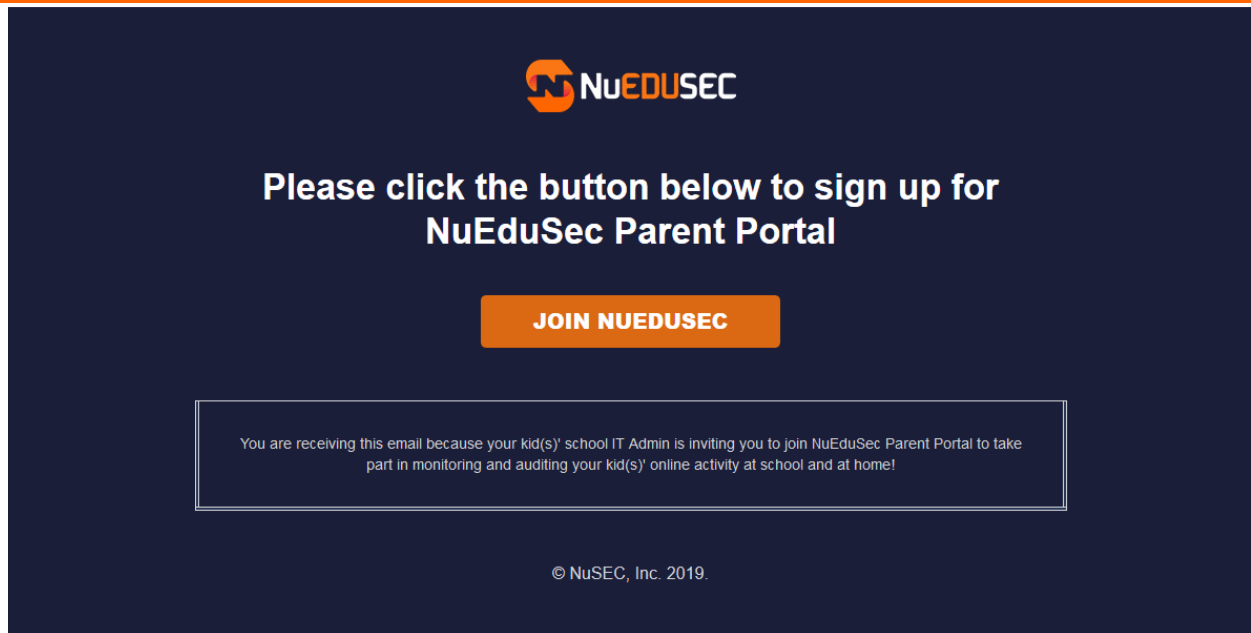 NuEDUSEC
Please click the button below to sign up for
NuEduSec Parent Portal
JOIN NUEDUSEC
You are receiving this email because your kid(s)' school IT Admin is inviting you to join NuEduSec Parent Portal to take
part in monitoring and auditing your kid(s)' online activity at school and at home!
© NuSEC, Inc. 2019.